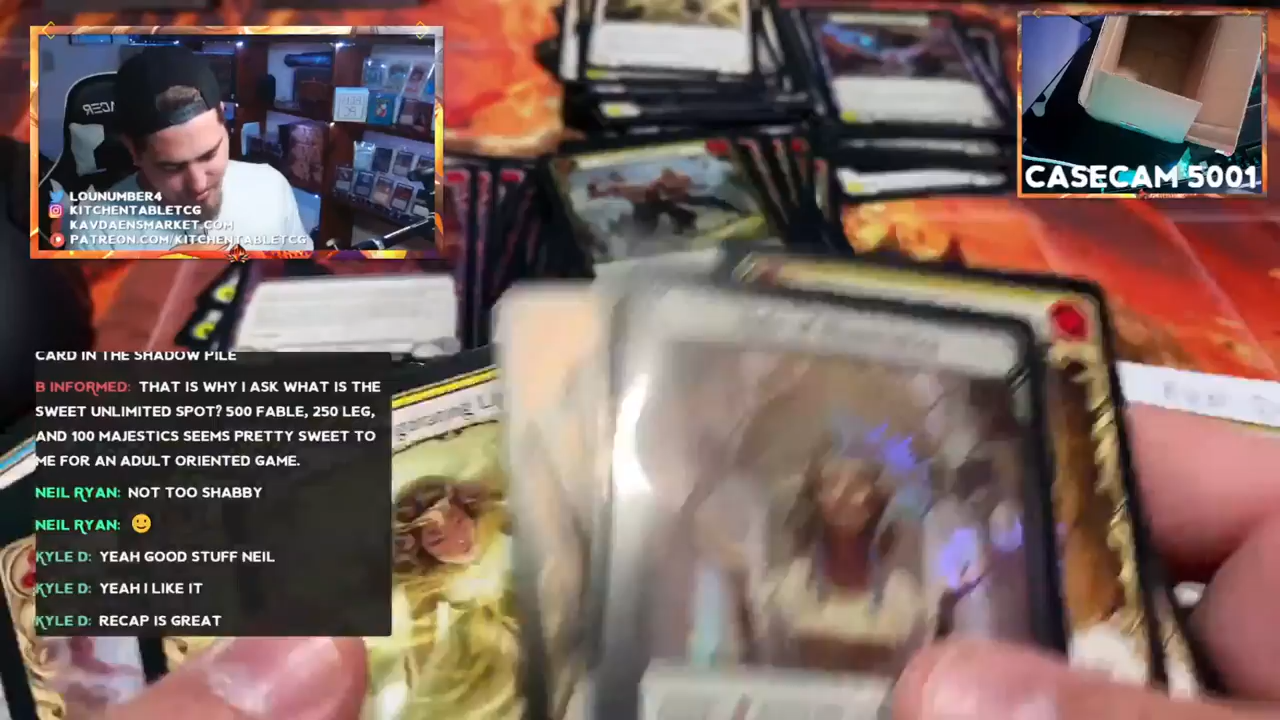 LOUNUMBER4
KITCHENTABLETCG
KAVDAENSMARKET.COM
PATREON.COM/KITCHENTABLETCG
CASECAM 5001
CARD IN THE SHADOW PILE
B INFORMED: THAT IS WHY I ASK WHAT IS THE
SWEET UNLIMITED SPOT? 500 FABLE, 250 LEG,
AND 100 MAJESTICS SEEMS PRETTY SWEET TO
ME FOR AN ADULT ORIENTED GAME.
NEIL RYAN: NOT TOO SHABBY
NEIL RYAN: 🙂
KYLE D: YEAH GOOD STUFF NEIL
KYLE D: YEAH I LIKE IT
KYLE D: RECAP IS GREAT